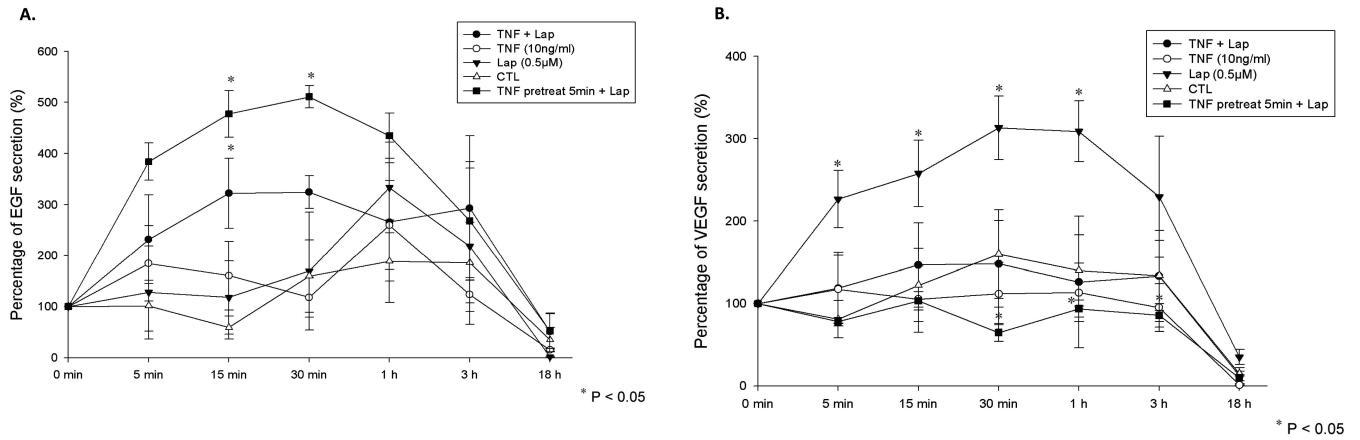 A.
TNF + Lap
TNF (10ng/ml)
Lap (0.5µM)
CTL
TNF pretreat 5min + Lap
Percentage of EGF secretion (%)
600
500
400
300
200
100
0
* * *
0 min 5 min 15 min 30 min 1 h 3 h 18 h
* P < 0.05
B.
TNF + Lap
TNF (10ng/ml)
Lap (0.5µM)
CTL
TNF pretreat 5min + Lap
Percentage of VEGF secretion (%)
400
300
200
100
0
* * * * * * *
0 min 5 min 15 min 30 min 1 h 3 h 18 h
* P < 0.05